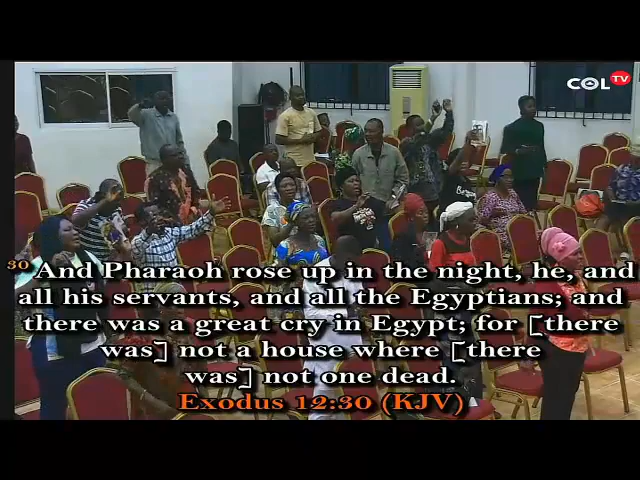 COL TV
30 And Pharaoh rose up in the night, he, and
all his servants, and all the Egyptians; and
there was a great cry in Egypt; for [there
was] not a house where [there
was] not one dead.
Exodus 12:30 (KJV)